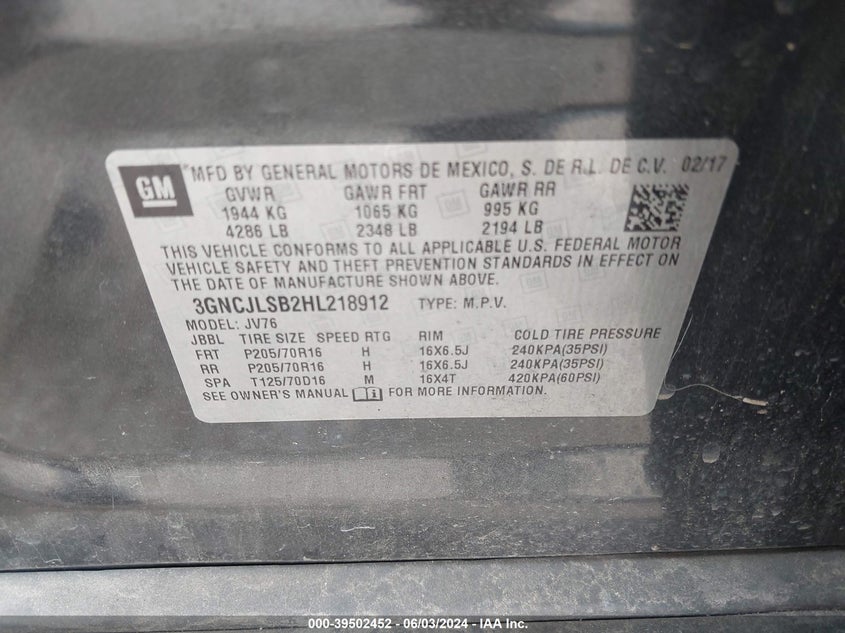 GM
MFD BY GENERAL MOTORS DE MEXICO, S. DE R.L. DE C.V. 02/17
GVWR GAWR FRT GAWR RR
1944 KG 1065 KG 995 KG
4286 LB 2348 LB 2194 LB
THIS VEHICLE CONFORMS TO ALL APPLICABLE U.S. FEDERAL MOTOR
VEHICLE SAFETY AND THEFT PREVENTION STANDARDS IN EFFECT ON
THE DATE OF MANUFACTURE SHOWN ABOVE.
3GNCJLSB2HL218912 TYPE: M.P.V.
MODEL: JV76
JBBL TIRE SIZE SPEED RTG RIM COLD TIRE PRESSURE
FRT P205/70R16 H 16X6.5J 240KPA(35PSI)
RR P205/70R16 H 16X6.5J 240KPA(35PSI)
SPA T125/70D16 M 16X4T 420KPA(60PSI)
SEE OWNER'S MANUAL FOR MORE INFORMATION.
000-39502452 - 06/03/2024 - IAA Inc.